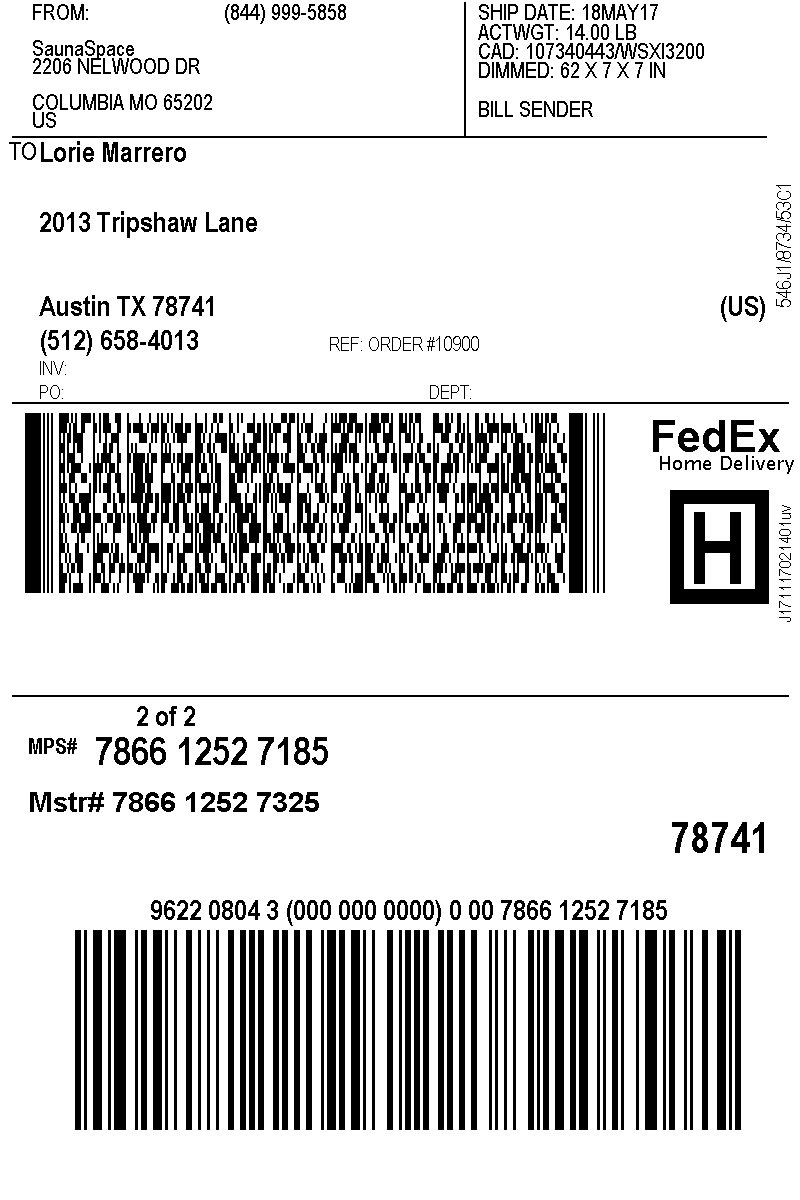 FROM: (844) 999-5858
SaunaSpace
2206 NELWOOD DR
COLUMBIA MO 65202
US
SHIP DATE: 18MAY17
ACTWGT: 14.00 LB
CAD: 107340443/WSXI3200
DIMMED: 62 X 7 X 7 IN
BILL SENDER
TO Lorie Marrero
2013 Tripshaw Lane
Austin TX 78741 (US)
(512) 658-4013 REF: ORDER #10900
INV:
PO: DEPT:
546J1/8734/53C1
FedEx
Home Delivery
H
J171117021401uv
2 of 2
MPS# 7866 1252 7185
Mstr# 7866 1252 7325
78741
9622 0804 3 (000 000 0000) 0 00 7866 1252 7185